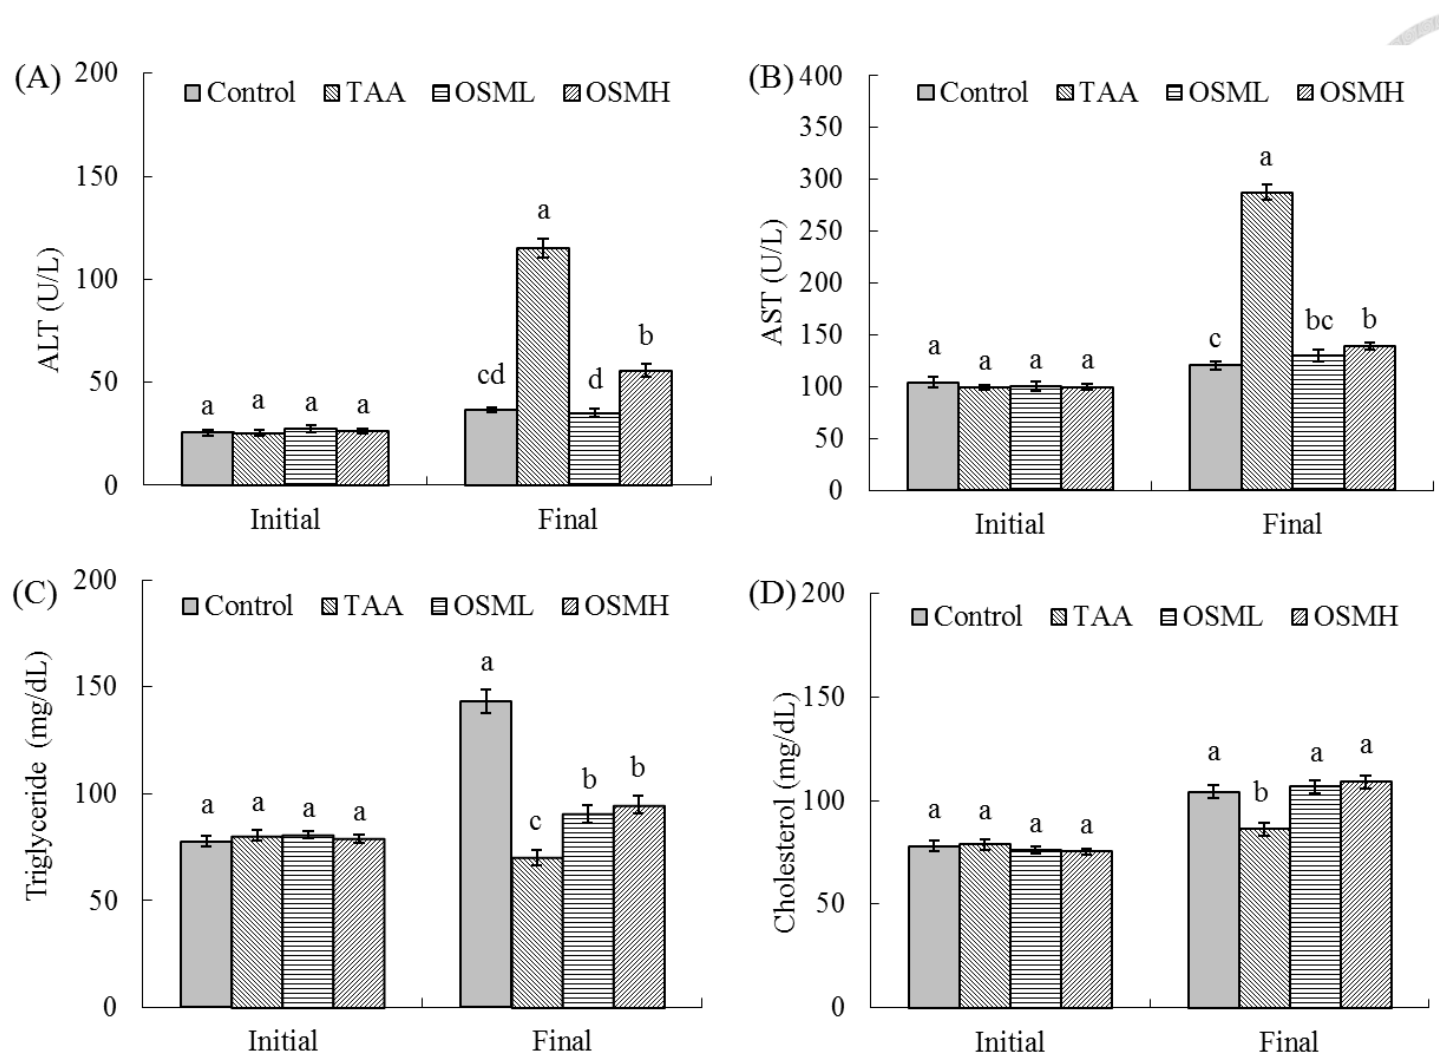 (A)
200
150
100
50
0
ALT (U/L)
Control TAA OSML OSMH
a a a a
cd a d b
Initial Final
(B)
400
350
300
250
200
150
100
50
0
AST (U/L)
Control TAA OSML OSMH
a a a a
c a bc b
Initial Final
(C)
200
150
100
50
0
Triglyceride (mg/dL)
Control TAA OSML OSMH
a a a a
a c b b
Initial Final
(D)
200
150
100
50
0
Cholesterol (mg/dL)
Control TAA OSML OSMH
a a a a
a b a a
Initial Final